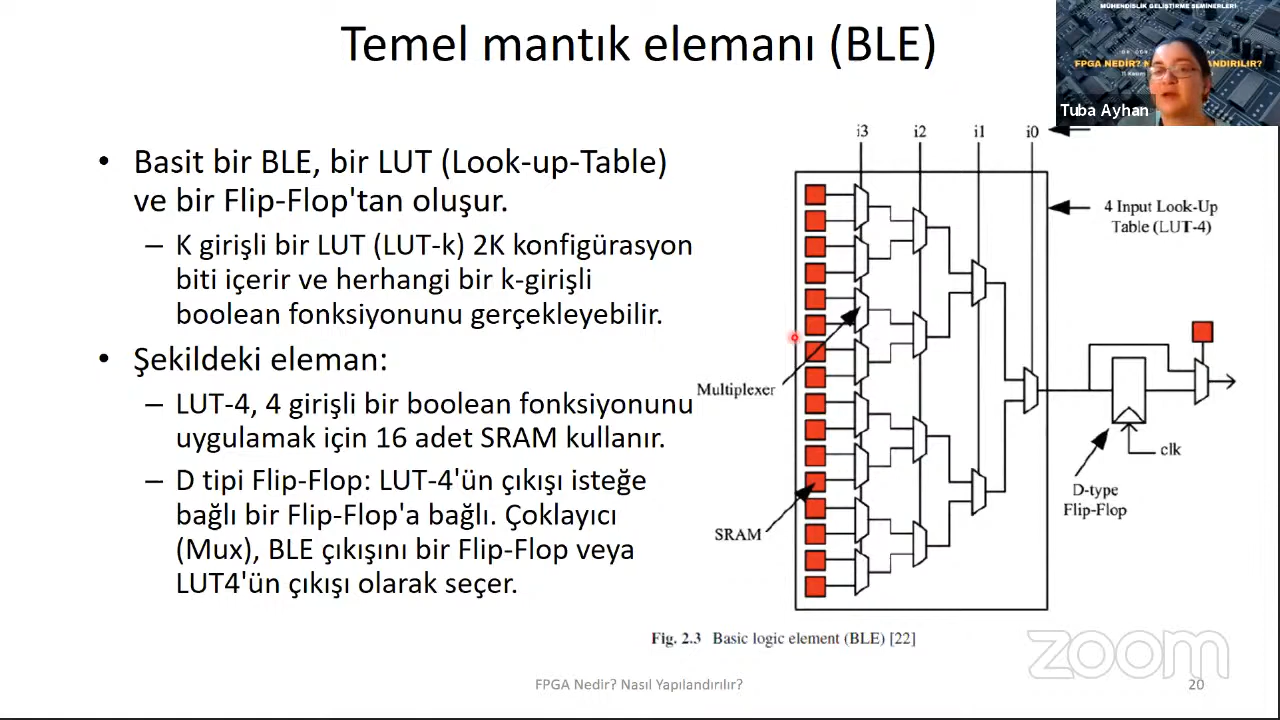 Temel mantık elemanı (BLE)
MÜHENDİSLİK GELİŞTİRME SEMİNERLERİ
FPGA NEDİR?
ANDIRILIR?
Tuba Ayhan
• Basit bir BLE, bir LUT (Look-up-Table)
ve bir Flip-Flop'tan oluşur.
– K girişli bir LUT (LUT-k) 2K konfigürasyon
biti içerir ve herhangi bir k-girişli
boolean fonksiyonunu gerçekleyebilir.
• Şekildeki eleman:
– LUT-4, 4 girişli bir boolean fonksiyonunu
uygulamak için 16 adet SRAM kullanır.
– D tipi Flip-Flop: LUT-4'ün çıkışı isteğe
bağlı bir Flip-Flop'a bağlı. Çoklayıcı
(Mux), BLE çıkışını bir Flip-Flop veya
LUT4'ün çıkışı olarak seçer.
i3 i2 i1 i0
4 Input Look-Up
Table (LUT-4)
Multiplexer
SRAM
clk
D-type
Flip-Flop
Fig. 2.3 Basic logic element (BLE) [22]
zoom
FPGA Nedir? Nasıl Yapılandırılır?
20